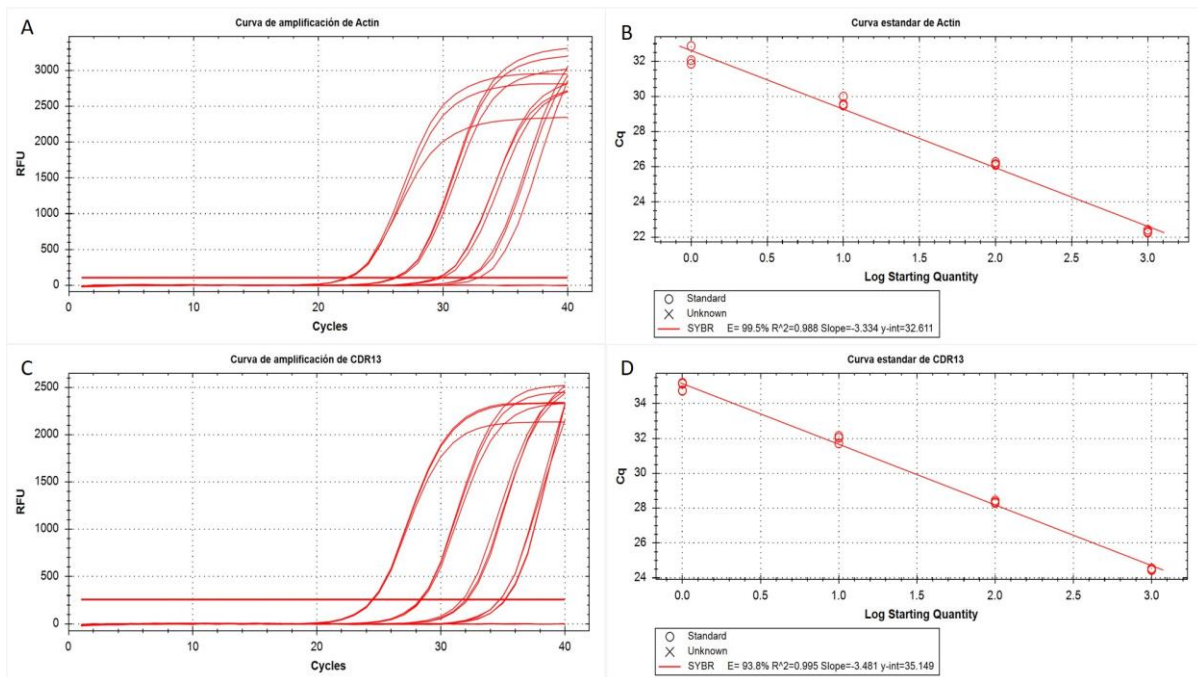 A
Curva de amplificación de Actin
3000
2500
2000
1500
1000
500
0
RFU
0
10
20
30
40
Cycles
B
Curva estandar de Actin
32
30
28
26
24
22
Cq
0.0
0.5
1.0
1.5
2.0
2.5
3.0
Log Starting Quantity
Standard
Unknown
SYBR E= 99.5% R^2=0.988 Slope=-3.334 y-int=32.611
C
Curva de amplificación de CDR13
2500
2000
1500
1000
500
0
RFU
0
10
20
30
40
Cycles
D
Curva estandar de CDR13
34
32
30
28
26
24
Cq
0.0
0.5
1.0
1.5
2.0
2.5
3.0
Log Starting Quantity
Standard
Unknown
SYBR E= 93.8% R^2=0.995 Slope=-3.481 y-int=35.149